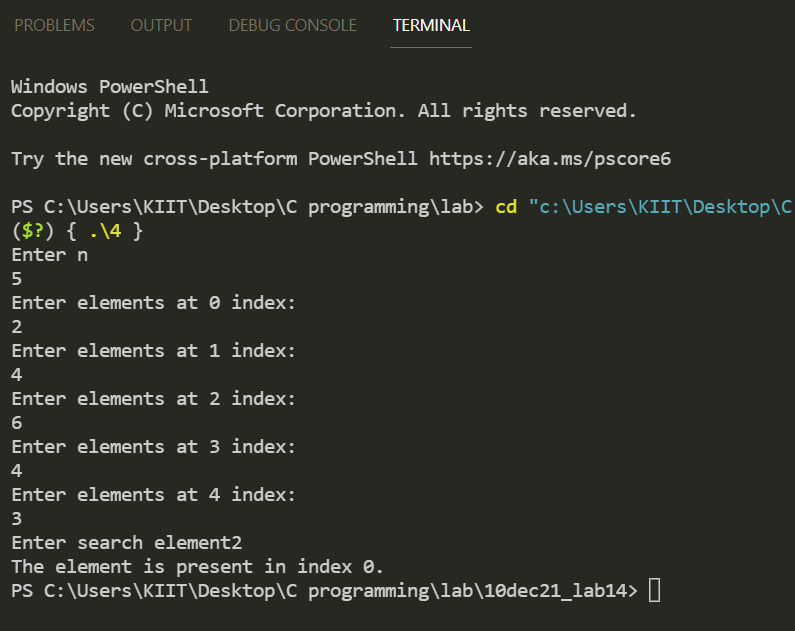 PROBLEMS OUTPUT DEBUG CONSOLE TERMINAL
Windows PowerShell
Copyright (C) Microsoft Corporation. All rights reserved.
Try the new cross-platform PowerShell https://aka.ms/pscore6
PS C:\Users\KIIT\Desktop\C programming\lab> cd "c:\Users\KIIT\Desktop\C
($?) { .\4 }
Enter n
5
Enter elements at 0 index:
2
Enter elements at 1 index:
4
Enter elements at 2 index:
6
Enter elements at 3 index:
4
Enter elements at 4 index:
3
Enter search element2
The element is present in index 0.
PS C:\Users\KIIT\Desktop\C programming\lab\10dec21_lab14>